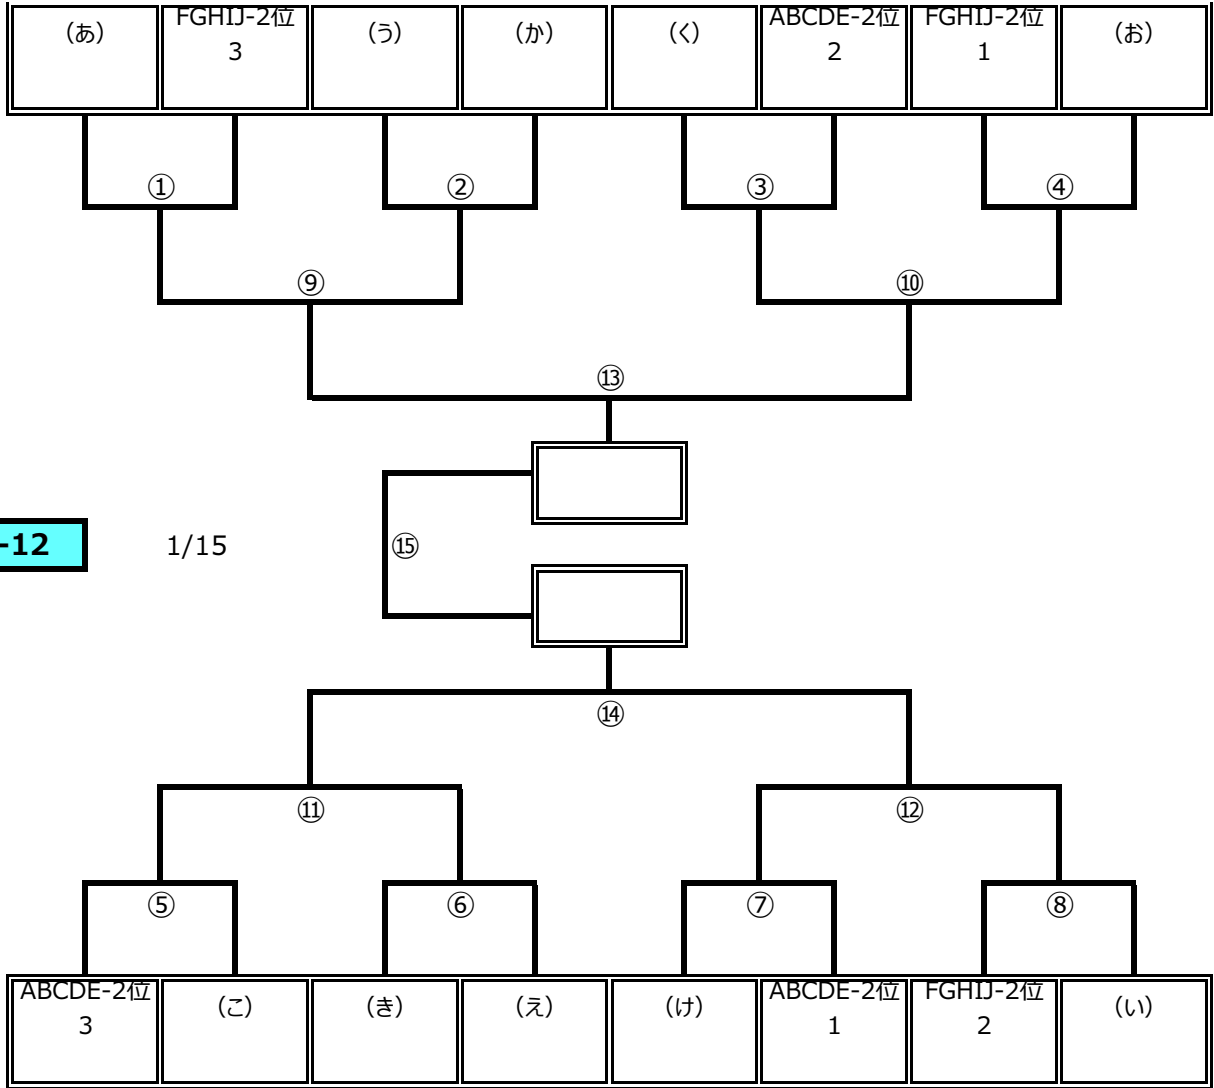 (あ)
FGHIJ-2位
3
(う)
(か)
(く)
ABCDE-2位
2
FGHIJ-2位
1
(お)
①
②
③
④
⑨
⑩
⑬
-12
1/15
⑮
⑭
⑪
⑫
⑤
⑥
⑦
⑧
ABCDE-2位
3
(こ)
(き)
(え)
(け)
ABCDE-2位
1
FGHIJ-2位
2
(い)